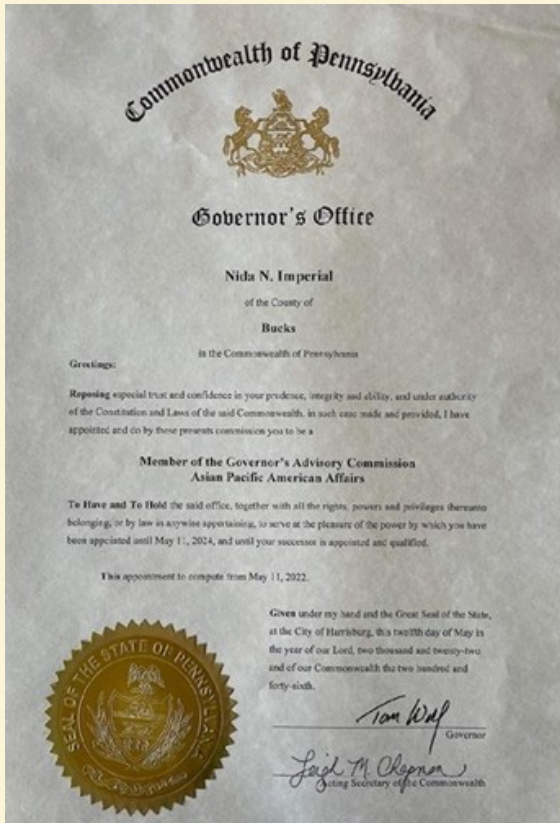 Commonwealth of Pennsylvania
Governor's Office
Nida N. Imperial
of the County of
Bucks
in the Commonwealth of Pennsylvania
Greetings:
Reposing especial trust and confidence in your prudence, integrity and ability, and under authority
of the Constitution and Laws of the said Commonwealth, in such case made and provided, I have
appointed and do by these presents commission you to be a
Member of the Governor's Advisory Commission
Asian Pacific American Affairs
To Have and To Hold the said office, together with all the rights, powers and privileges thereunto
belonging, or by law in anywise appertaining, to serve at the pleasure of the power by which you have
been appointed until May 11, 2024, and until your successor is appointed and qualified.
This appointment to compute from May 11, 2022.
Given under my hand and the Great Seal of the State,
at the City of Harrisburg, this twelfth day of May in
the year of our Lord, two thousand and twenty-two
and of our Commonwealth the two hundred and
forty-sixth.
SEAL OF THE STATE OF PENNSYLVANIA
Tom Wolf
Governor
Leigh M. Chapman
Acting Secretary of the Commonwealth